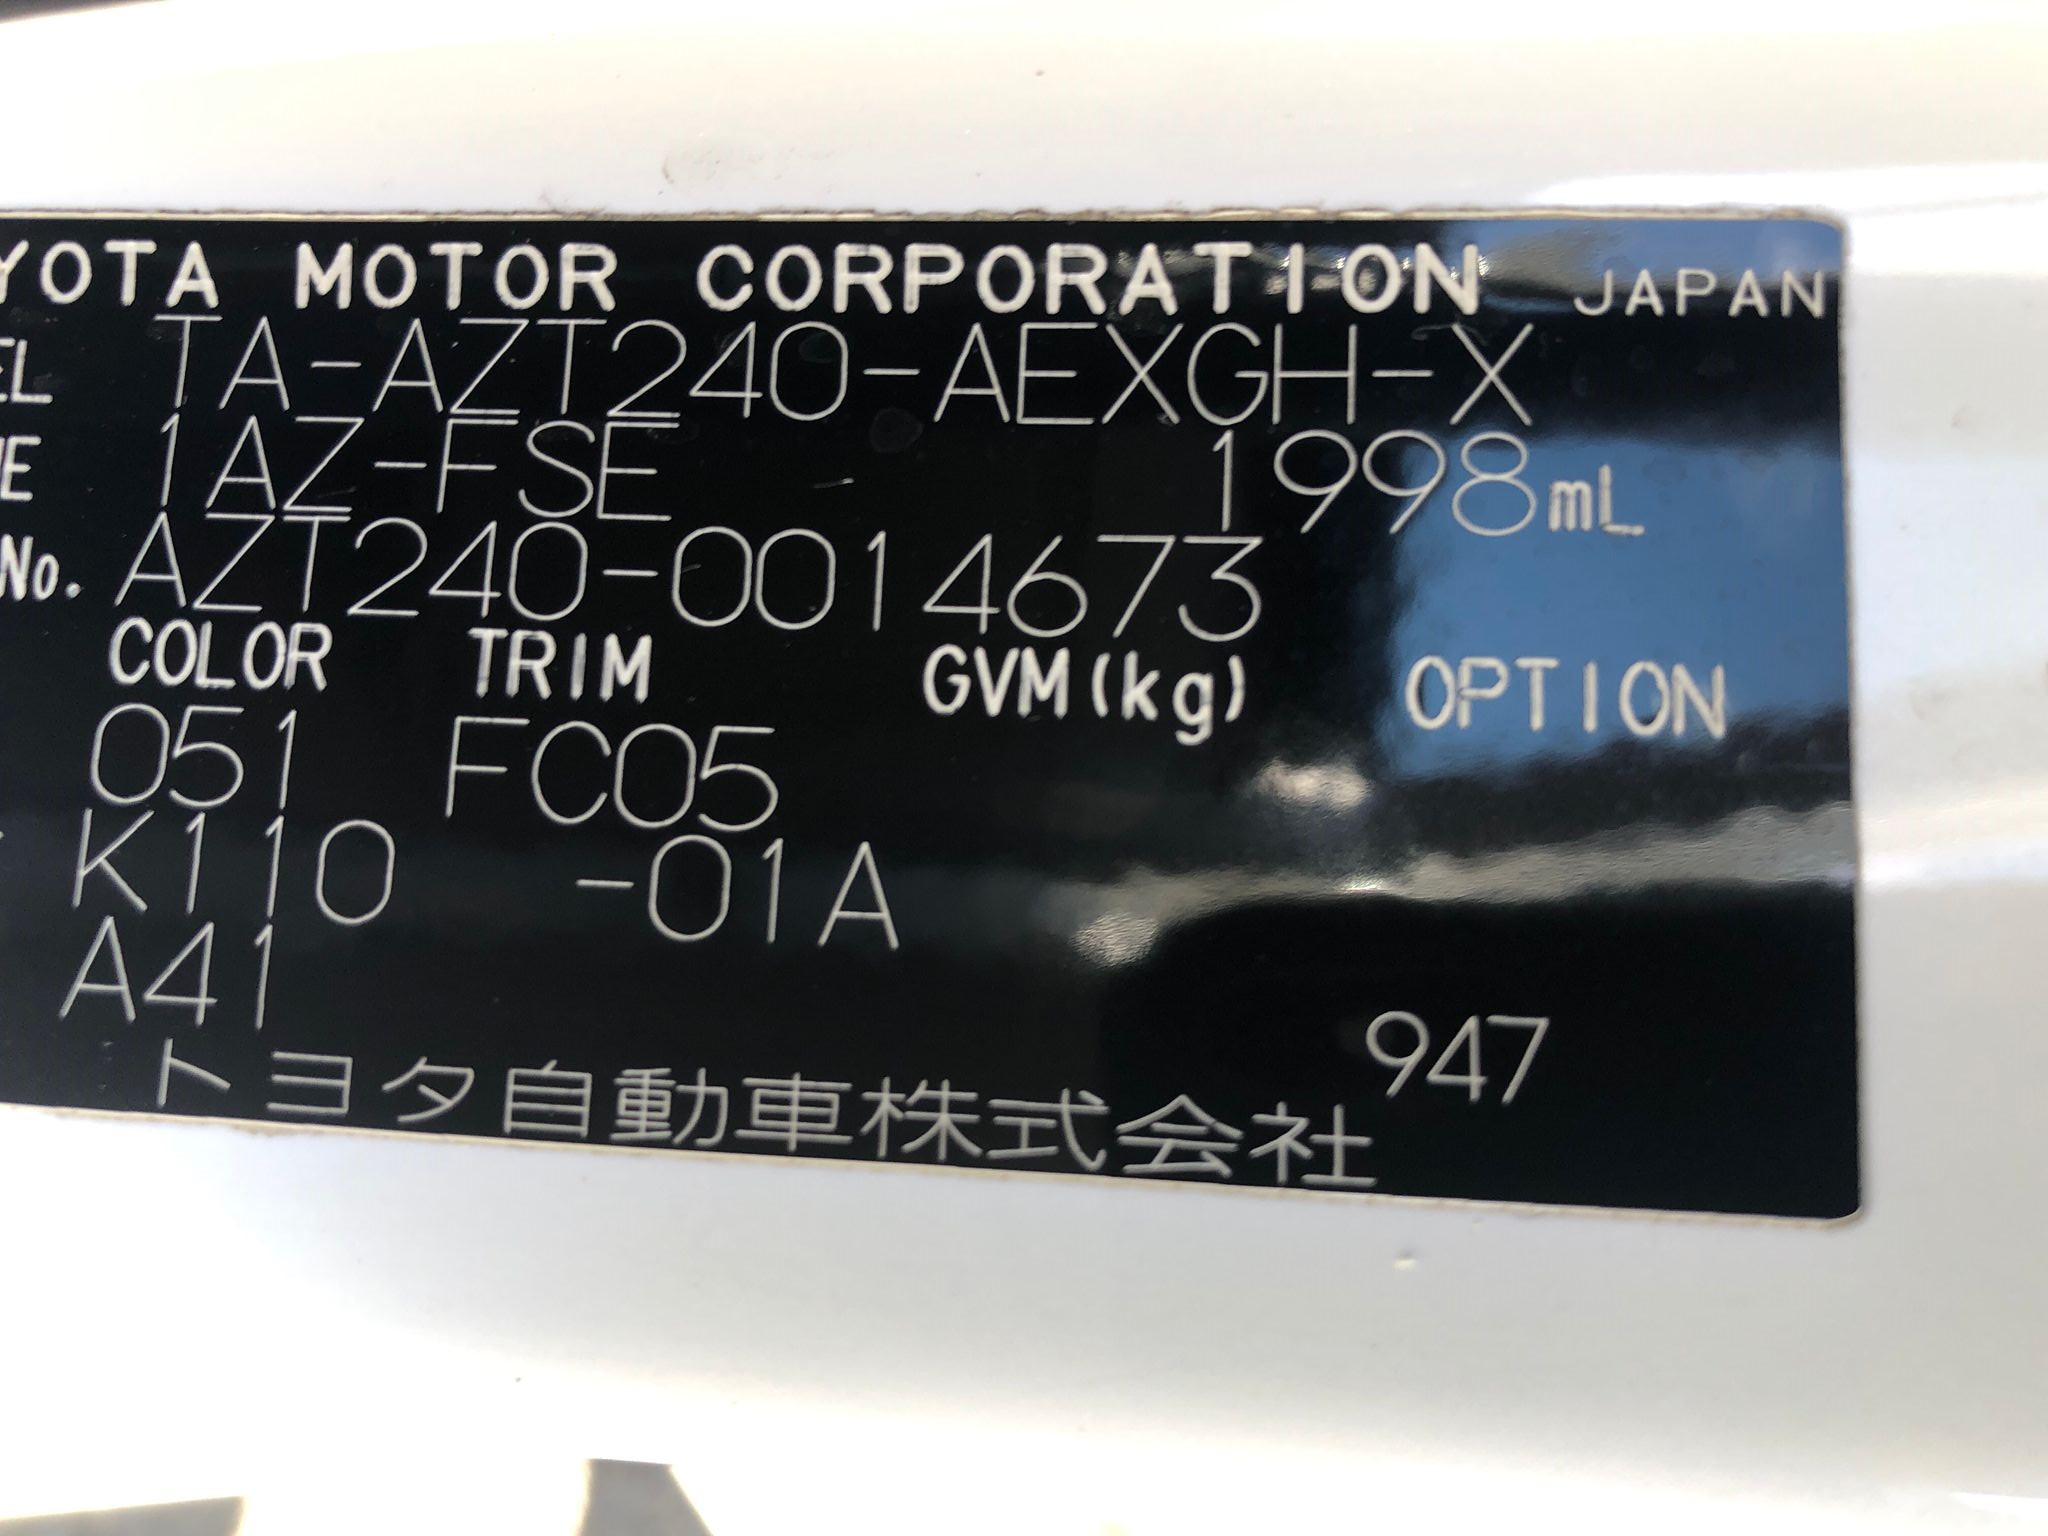 YOTA MOTOR CORPORATION JAPAN
EL TA-AZT240-AEXGH-X
E 1AZ-FSE 1998mL
No. AZT240-0014673
COLOR TRIM GVM(kg) OPTION
051 FC05
K110 -01A
A41
947
トヨタ自動車株式会社